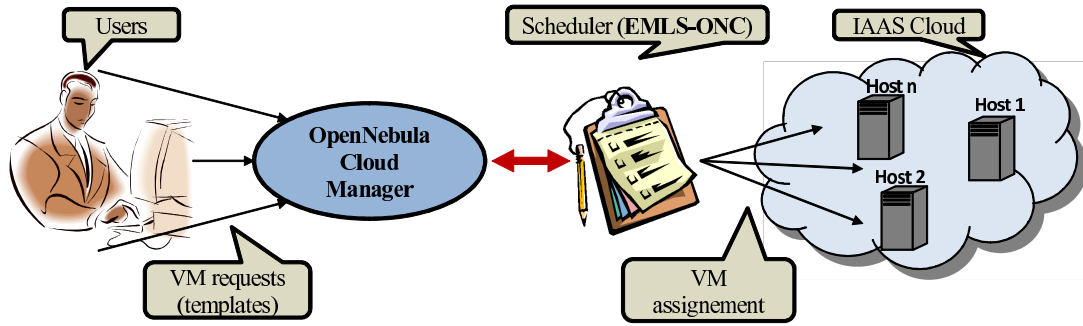 Users
Scheduler (EMLS-ONC)
IAAS Cloud
Host n
Host 1
OpenNebula
Cloud
Manager
Host 2
VM requests
(templates)
VM
assignement